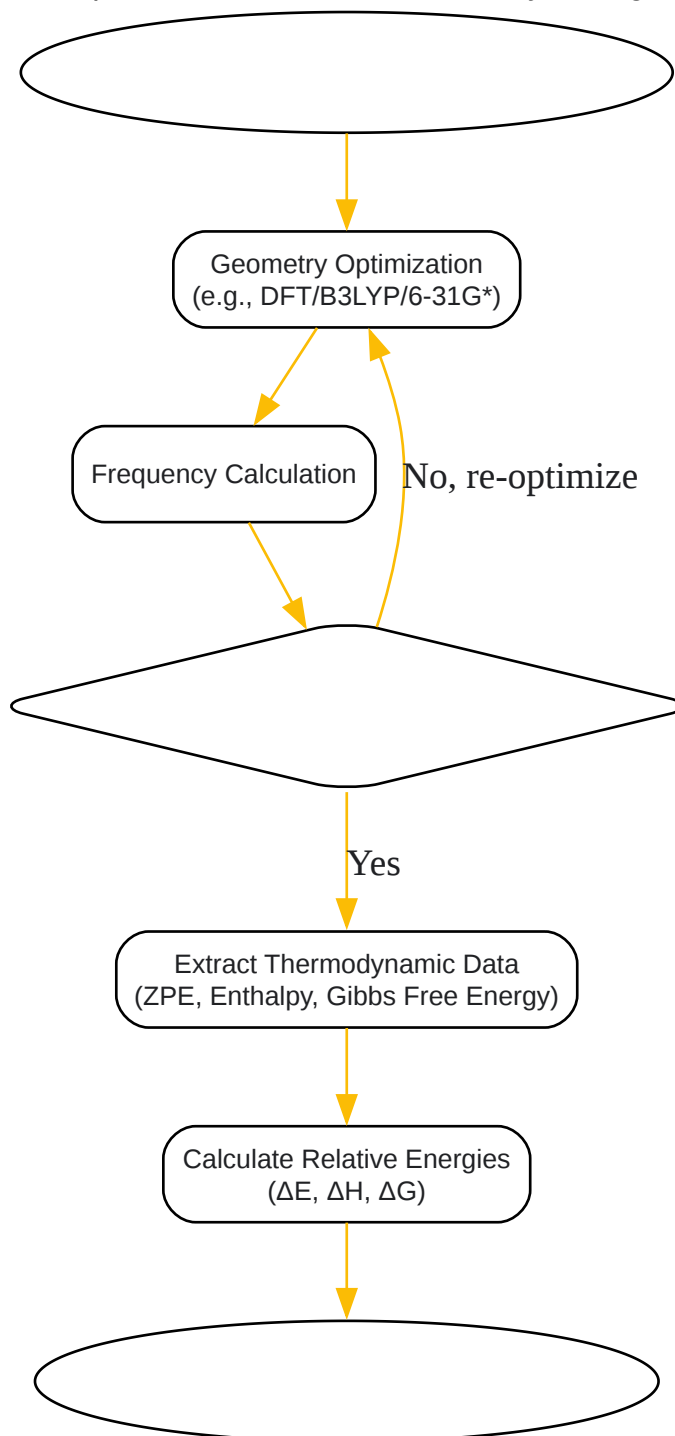 Geometry Optimization
(e.g., DFT/B3LYP/6-31G*)
Frequency Calculation
No, re-optimize
Yes
Extract Thermodynamic Data
(ZPE, Enthalpy, Gibbs Free Energy)
Calculate Relative Energies
(ΔE, ΔH, ΔG)